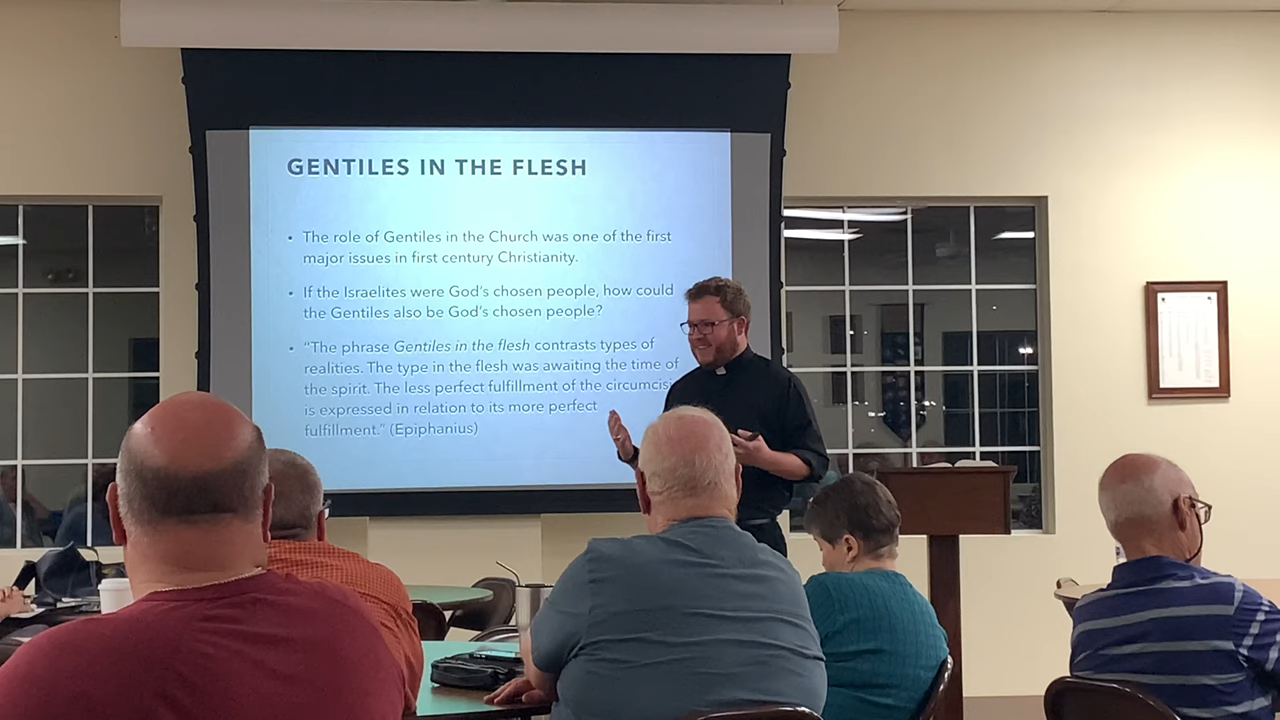 GENTILES IN THE FLESH
• The role of Gentiles in the Church was one of the first
major issues in first century Christianity.
• If the Israelites were God's chosen people, how could
the Gentiles also be God's chosen people?
• "The phrase Gentiles in the flesh contrasts types of
realities. The type in the flesh was awaiting the time of
the spirit. The less perfect fulfillment of the circumcisi
is expressed in relation to its more perfect
fulfillment." (Epiphanius)